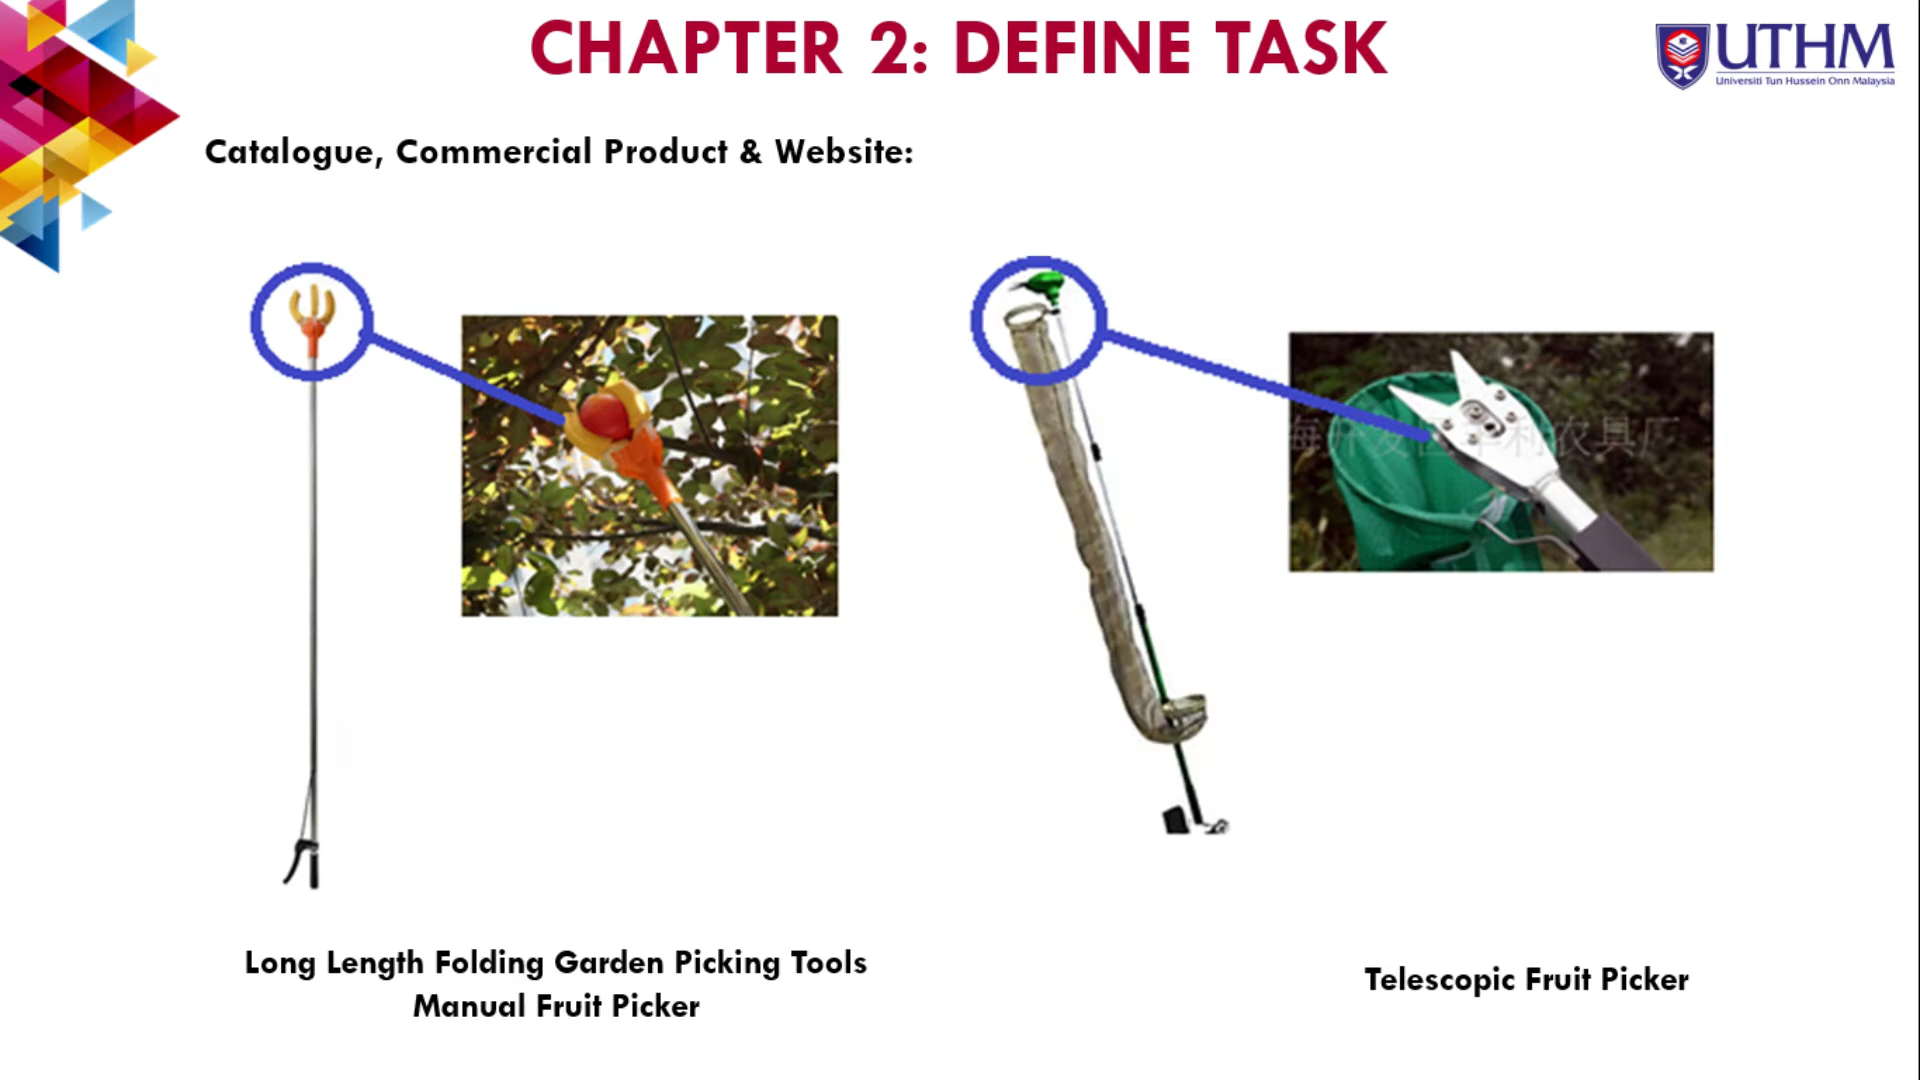 CHAPTER 2: DEFINE TASK
UTHM
Universiti Tun Hussein Onn Malaysia
Catalogue, Commercial Product & Website:
Long Length Folding Garden Picking Tools
Manual Fruit Picker
Telescopic Fruit Picker